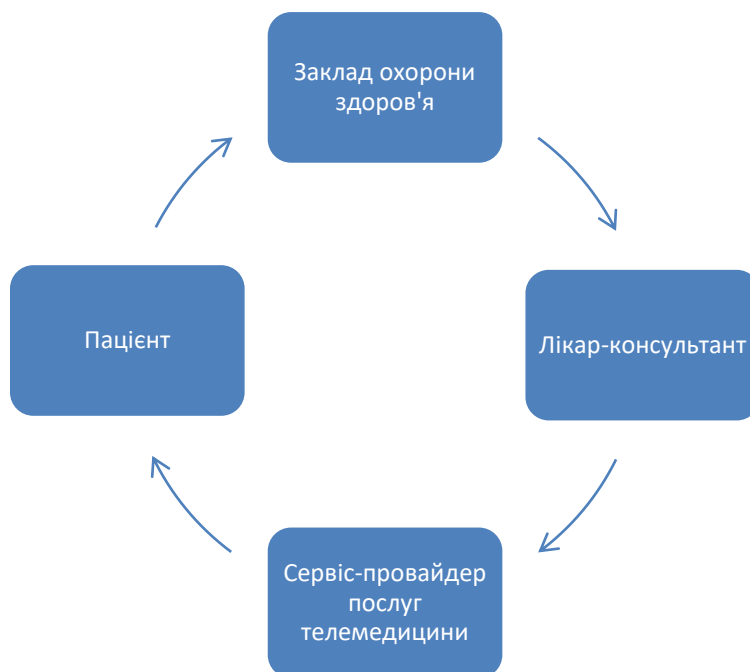 Заклад охорони
здоров'я
Пацієнт
Лікар-консультант
Сервіс-провайдер
послуг
телемедицини